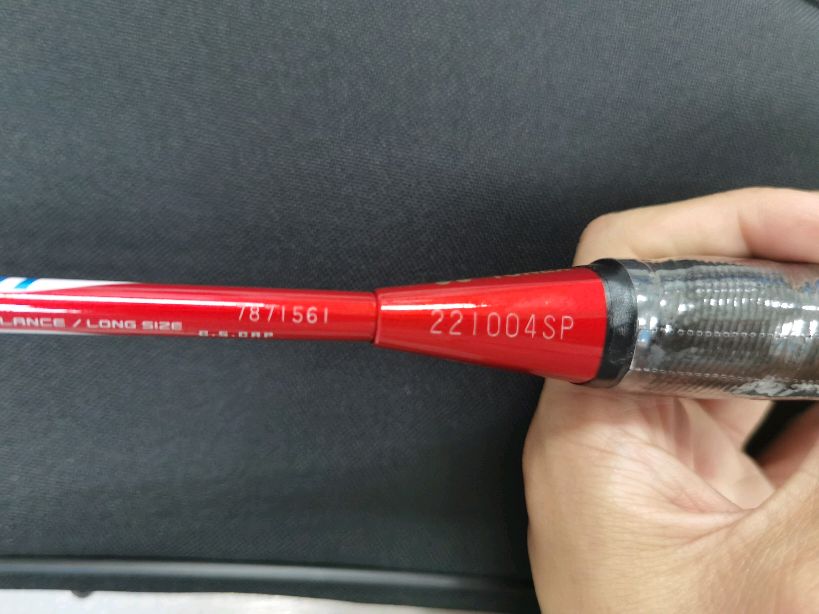 LANCE / LONG SIZE
7871561
221004SP